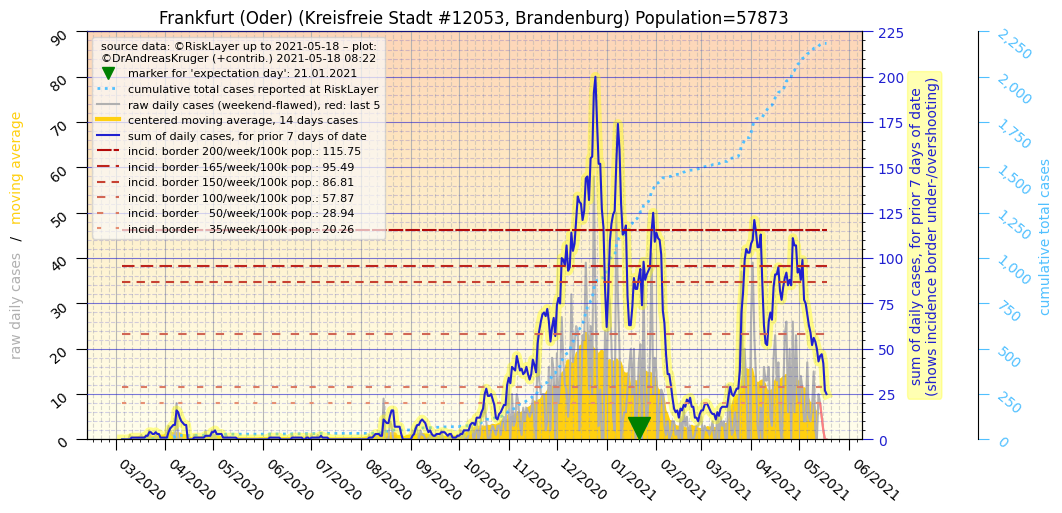 Frankfurt (Oder) (Kreisfreie Stadt #12053, Brandenburg) Population=57873
source data: ©RiskLayer up to 2021-05-18 – plot:
©DrAndreasKruger (+contrib.) 2021-05-18 08:22
marker for 'expectation day': 21.01.2021
cumulative total cases reported at RiskLayer
raw daily cases (weekend-flawed), red: last 5
centered moving average, 14 days cases
sum of daily cases, for prior 7 days of date
incid. border 200/week/100k pop.: 115.75
incid. border 165/week/100k pop.: 95.49
incid. border 150/week/100k pop.: 86.81
incid. border 100/week/100k pop.: 57.87
incid. border 50/week/100k pop.: 28.94
incid. border 35/week/100k pop.: 20.26
raw daily cases / moving average
90
80
70
60
50
40
30
20
10
0
03/2020
04/2020
05/2020
06/2020
07/2020
08/2020
09/2020
10/2020
11/2020
12/2020
01/2021
02/2021
03/2021
04/2021
05/2021
06/2021
225
200
175
150
125
100
75
50
25
0
sum of daily cases, for prior 7 days of date
(shows incidence border under-/overshooting)
2,250
2,000
1,750
1,500
1,250
1,000
750
500
250
0
cumulative total cases